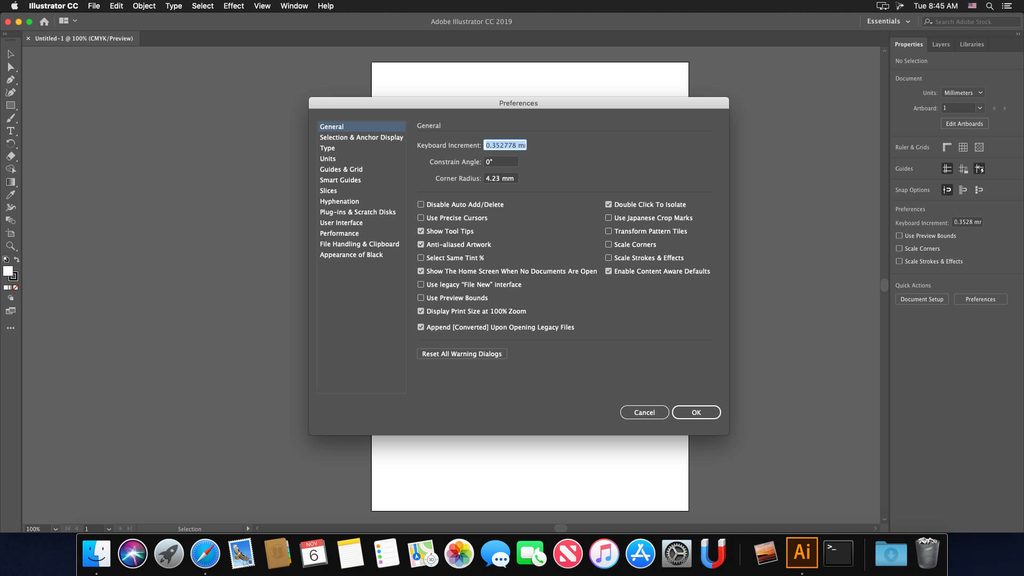 Illustrator CC File Edit Object Type Select Effect View Window Help Tue 8:45 AM
Adobe Illustrator CC 2019 Essentials Search Adobe Stock
× Untitled-1 @ 100% (CMYK/Preview)
Properties Layers Libraries
No Selection
Document
Units: Millimeters
Artboard: 1
Edit Artboards
Ruler & Grids
Guides
Snap Options
Preferences
Keyboard Increment: 0.3528 mm
Use Preview Bounds
Scale Corners
Scale Strokes & Effects
Quick Actions
Document Setup Preferences
Preferences
General
Selection & Anchor Display
Type
Units
Guides & Grid
Smart Guides
Slices
Hyphenation
Plug-ins & Scratch Disks
User Interface
Performance
File Handling & Clipboard
Appearance of Black
General
Keyboard Increment: 0.352778 m
Constrain Angle: 0°
Corner Radius: 4.23 mm
Disable Auto Add/Delete
Use Precise Cursors
Show Tool Tips
Anti-aliased Artwork
Select Same Tint %
Show The Home Screen When No Documents Are Open
Use legacy "File New" interface
Use Preview Bounds
Display Print Size at 100% Zoom
Append [Converted] Upon Opening Legacy Files
Double Click To Isolate
Use Japanese Crop Marks
Transform Pattern Tiles
Scale Corners
Scale Strokes & Effects
Enable Content Aware Defaults
Reset All Warning Dialogs
Cancel OK
100% 1 Selection
NOV
6
Ai